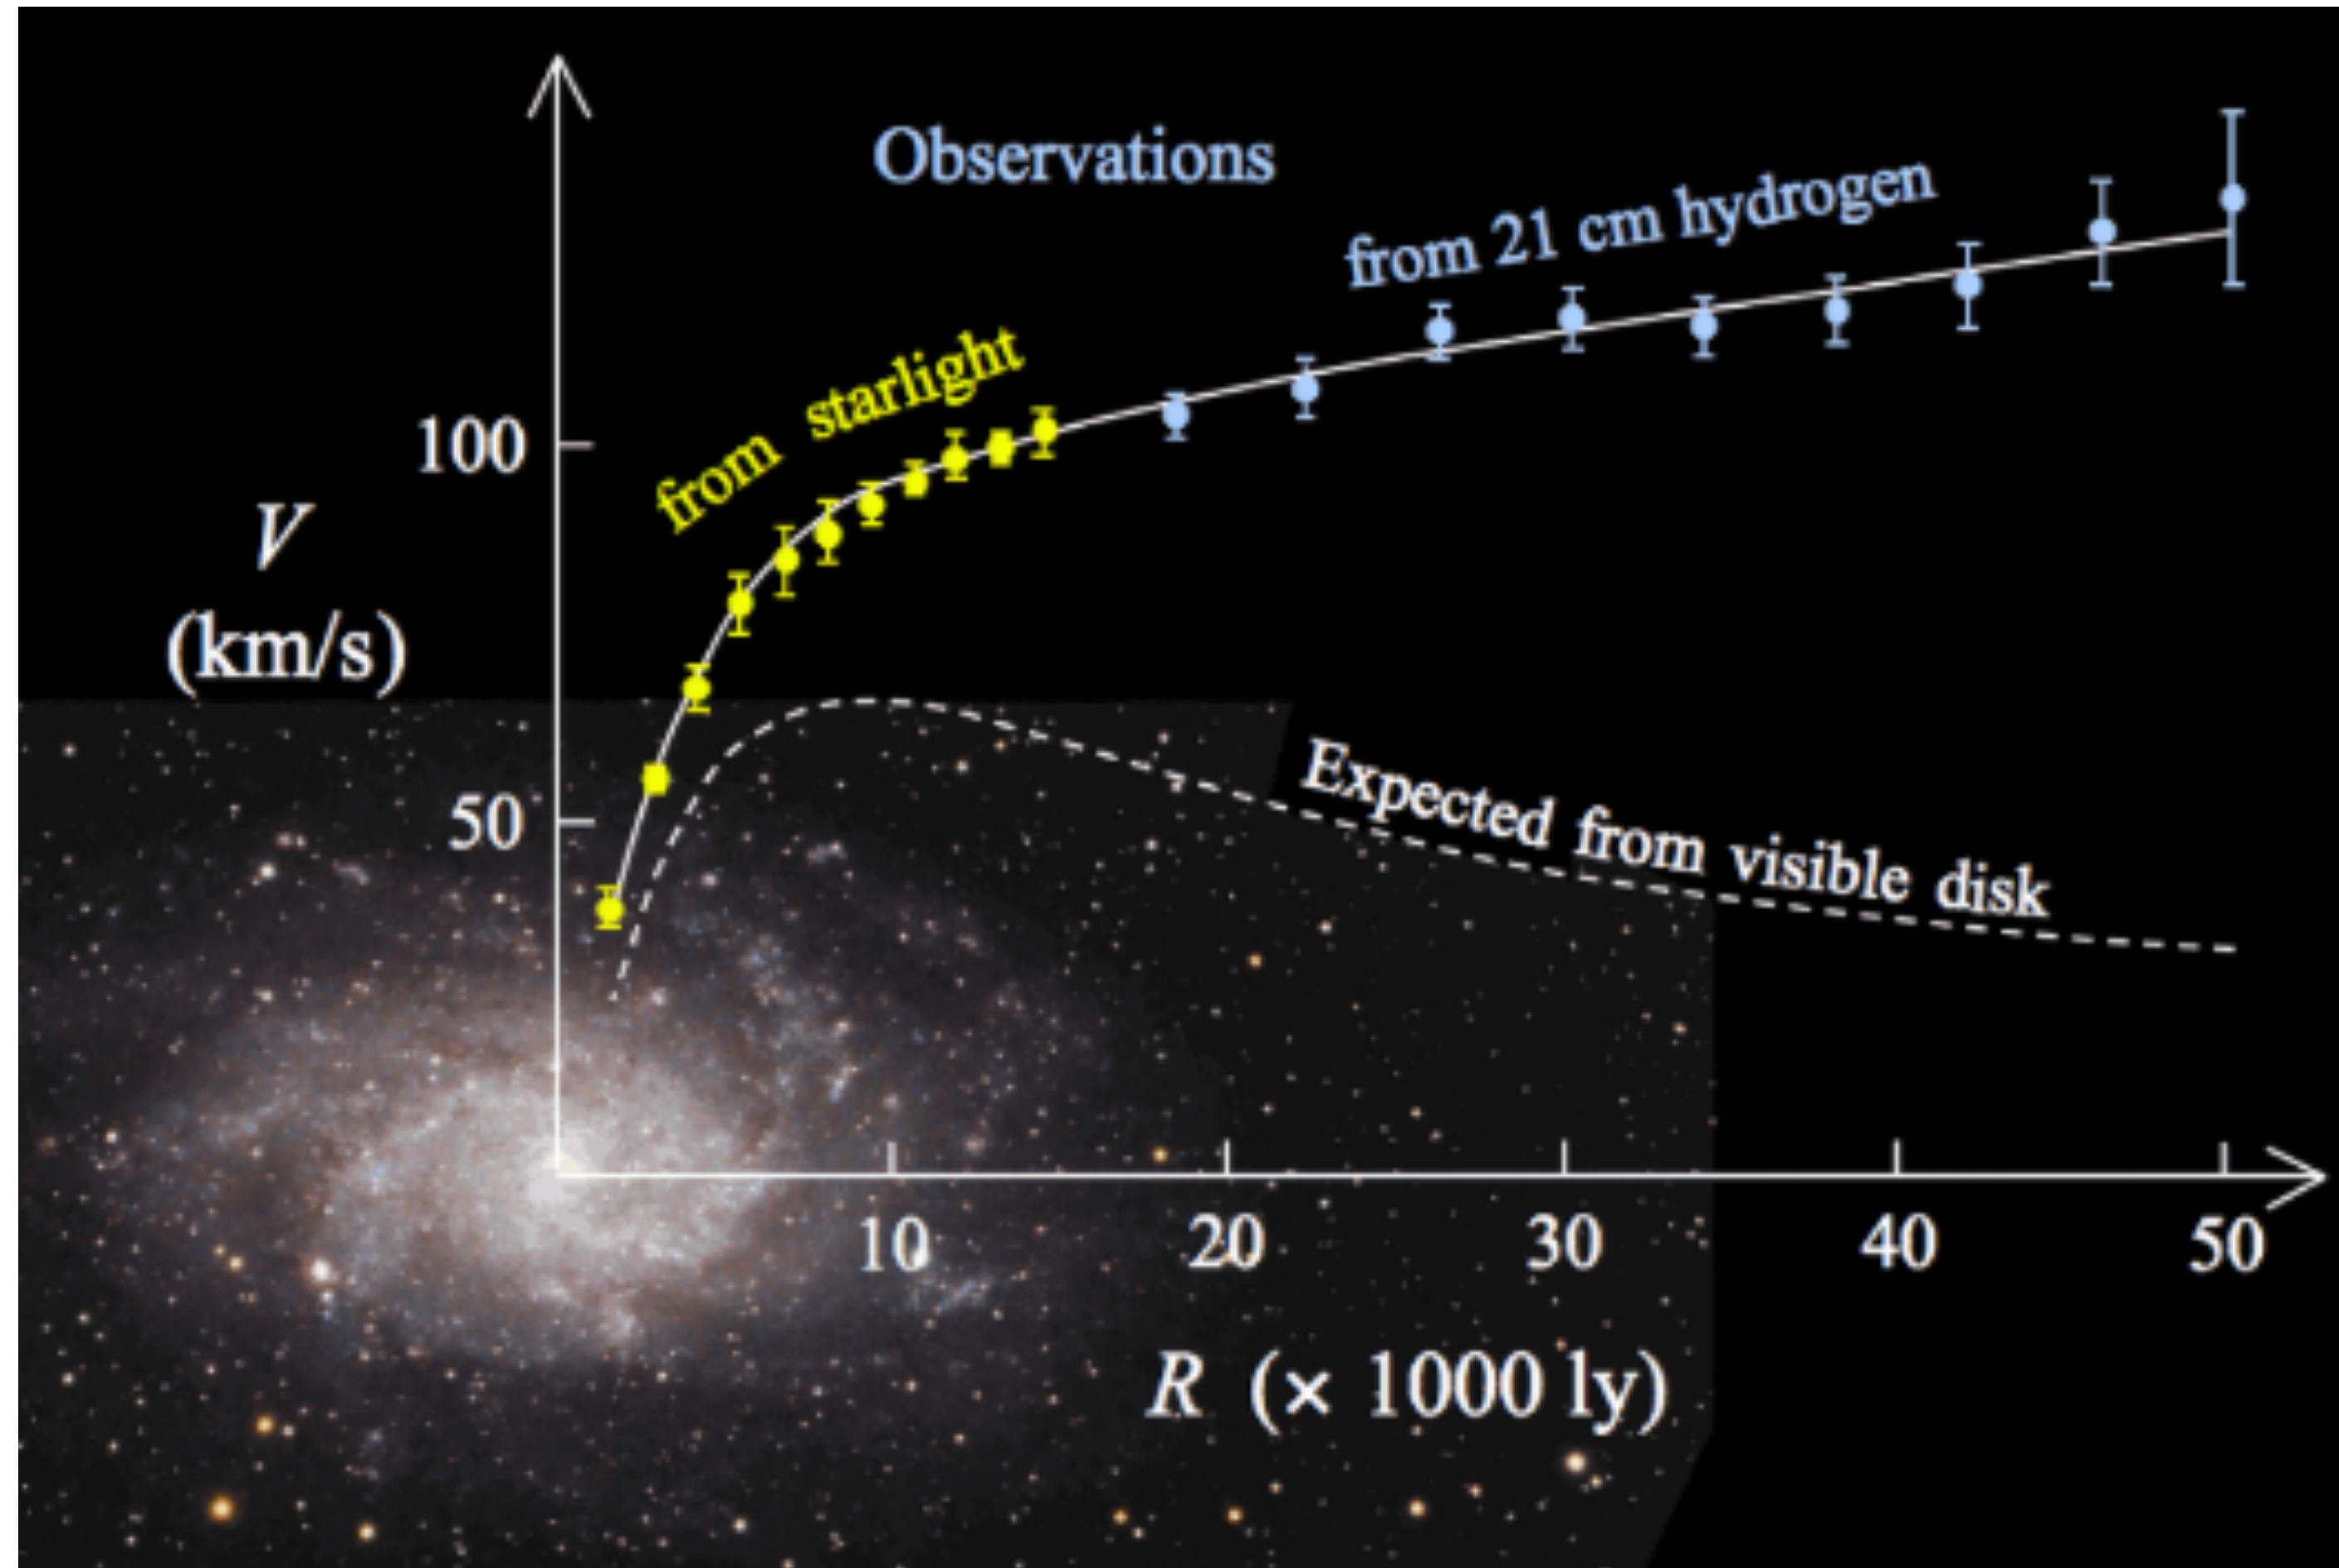 Observations
from 21 cm hydrogen
from starlight
100
V
(km/s)
50
Expected from visible disk
10 20 30 40 50
R (× 1000 ly)